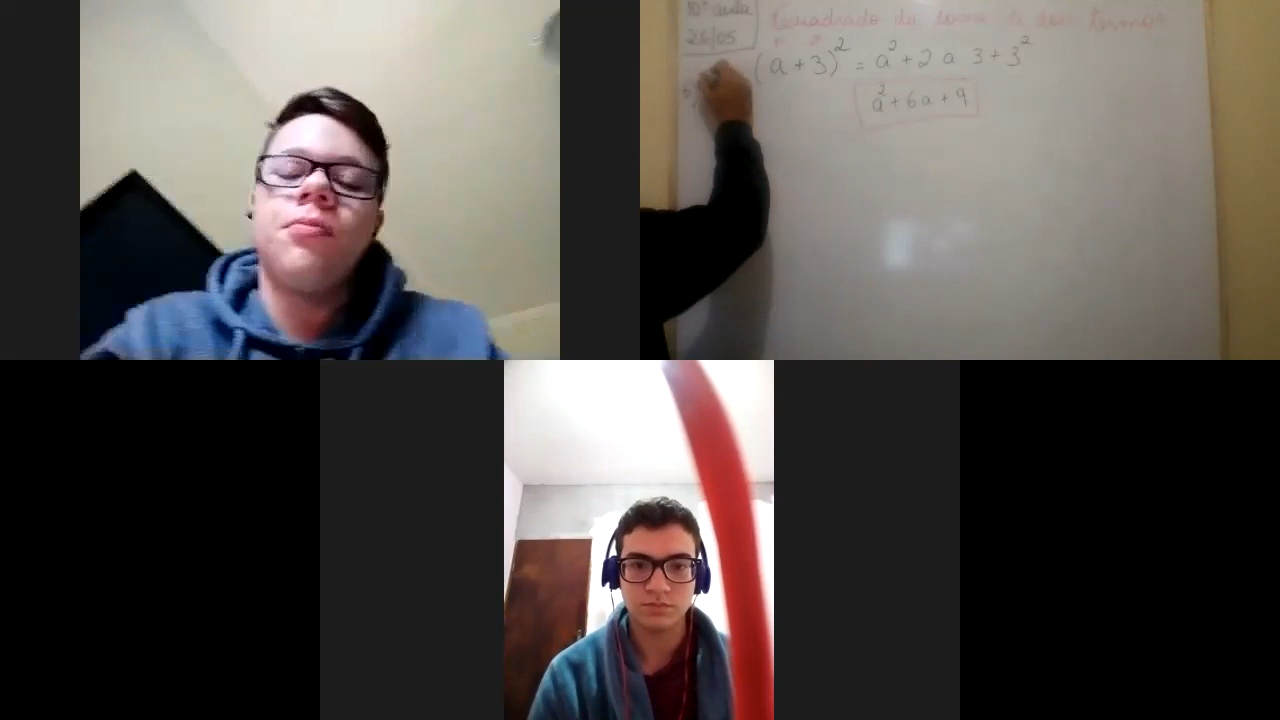 10ª aula
26/05
Quadrado da soma de dois termos
(a + 3)² = a² + 2 a 3 + 3²
a² + 6a + 9
b)